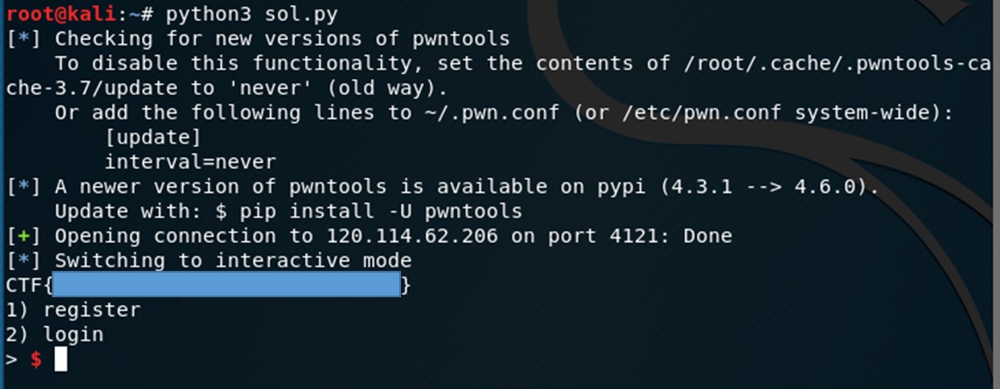 root@kali:~# python3 sol.py
[*] Checking for new versions of pwntools
    To disable this functionality, set the contents of /root/.cache/.pwntools-ca
che-3.7/update to 'never' (old way).
    Or add the following lines to ~/.pwn.conf (or /etc/pwn.conf system-wide):
        [update]
        interval=never
[*] A newer version of pwntools is available on pypi (4.3.1 --> 4.6.0).
    Update with: $ pip install -U pwntools
[+] Opening connection to 120.114.62.206 on port 4121: Done
[*] Switching to interactive mode
CTF{}
1) register
2) login
> $